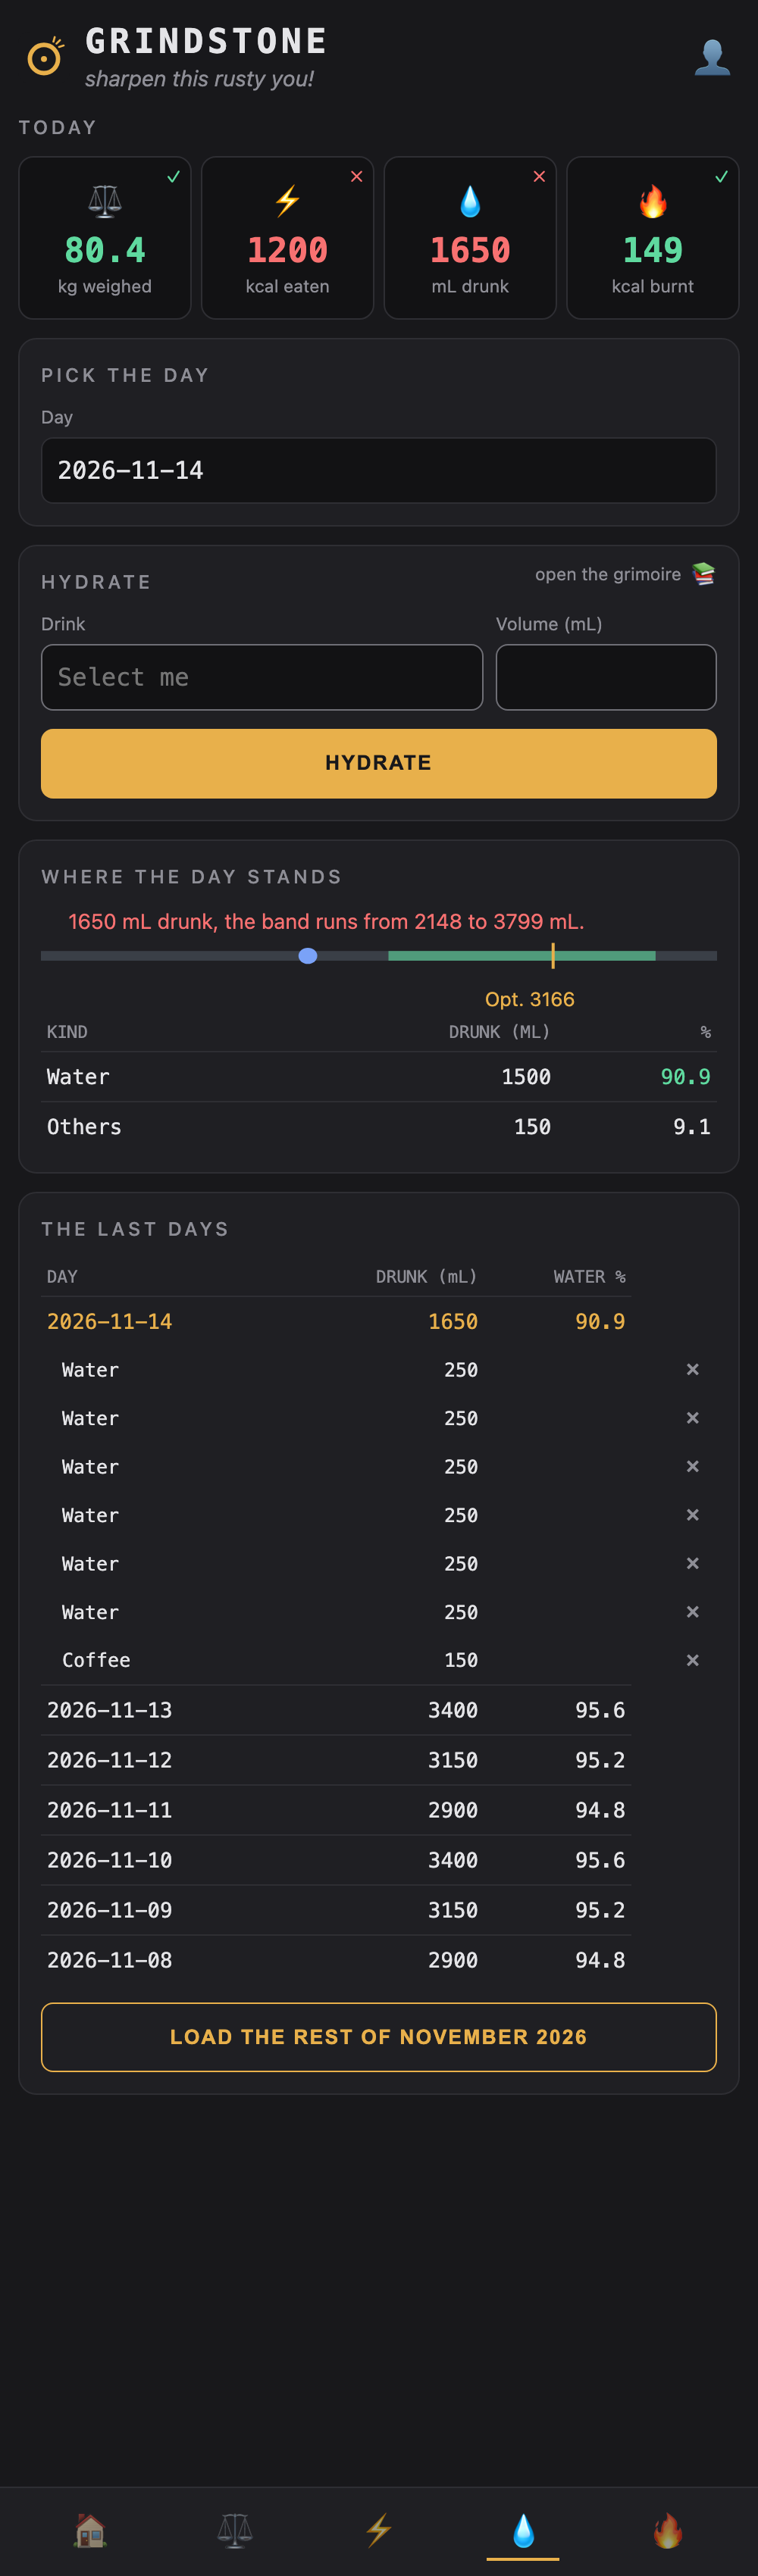 GRINDSTONE
sharpen this rusty you!
TODAY
✓ ✕ ✕ ✓
80.4 1200 1650 149
kg weighed kcal eaten mL drunk kcal burnt
PICK THE DAY
Day
2026-11-14
HYDRATE open the grimoire
Drink Volume (mL)
Select me
HYDRATE
WHERE THE DAY STANDS
1650 mL drunk, the band runs from 2148 to 3799 mL.
Opt. 3166
KIND DRUNK (ML) %
Water 1500 90.9
Others 150 9.1
THE LAST DAYS
DAY DRUNK (mL) WATER %
2026-11-14 1650 90.9
Water 250 ×
Water 250 ×
Water 250 ×
Water 250 ×
Water 250 ×
Water 250 ×
Coffee 150 ×
2026-11-13 3400 95.6
2026-11-12 3150 95.2
2026-11-11 2900 94.8
2026-11-10 3400 95.6
2026-11-09 3150 95.2
2026-11-08 2900 94.8
LOAD THE REST OF NOVEMBER 2026